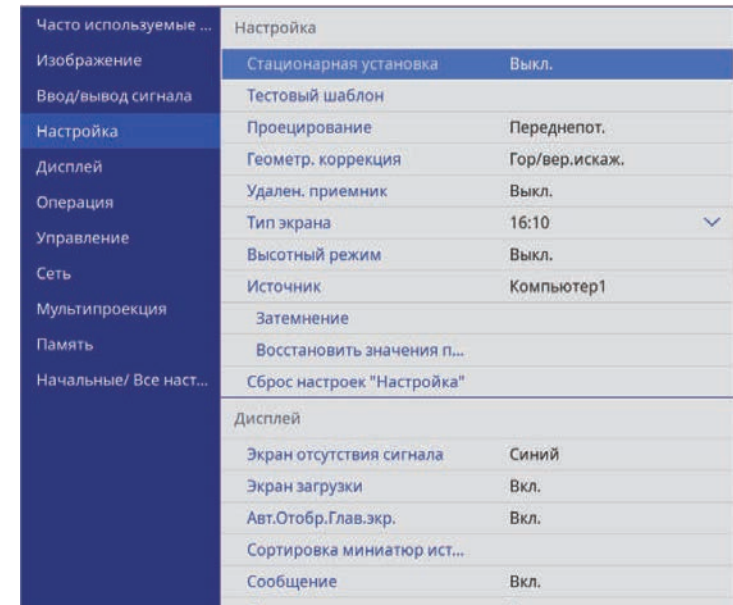 Часто используемые ...
Изображение
Ввод/вывод сигнала
Настройка
Дисплей
Операция
Управление
Сеть
Мультипроекция
Память
Начальные/ Все наст...
Настройка
Стационарная установка Выкл.
Тестовый шаблон
Проецирование Переднепот.
Геометр. коррекция Гор/вер.искаж.
Удален. приемник Выкл.
Тип экрана 16:10
Высотный режим Выкл.
Источник Компьютер1
Затемнение
Восстановить значения п...
Сброс настроек "Настройка"
Дисплей
Экран отсутствия сигнала Синий
Экран загрузки Вкл.
Авт.Отобр.Глав.экр. Вкл.
Сортировка миниатюр ист...
Сообщение Вкл.